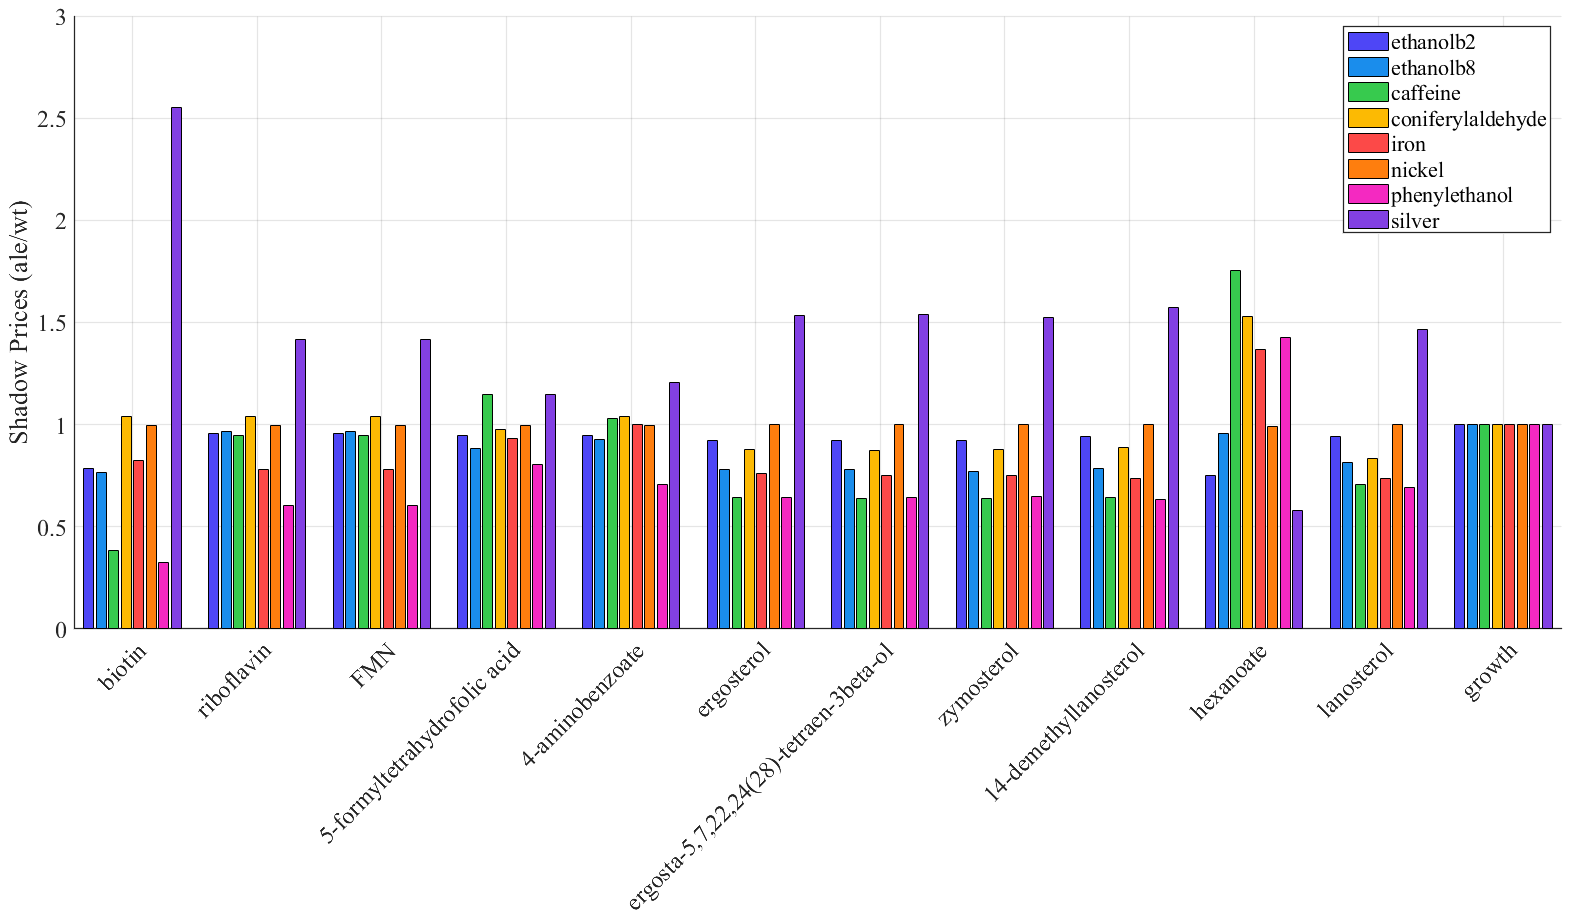 Shadow Prices (ale/wt)
3
2.5
2
1.5
1
0.5
0
ethanolb2
ethanolb8
caffeine
coniferylaldehyde
iron
nickel
phenylethanol
silver
biotin
riboflavin
FMN
5-formyltetrahydrofolic acid
4-aminobenzoate
ergosterol
ergosta-5,7,22,24(28)-tetraen-3beta-ol
zymosterol
14-demethyllanosterol
hexanoate
lanosterol
growth